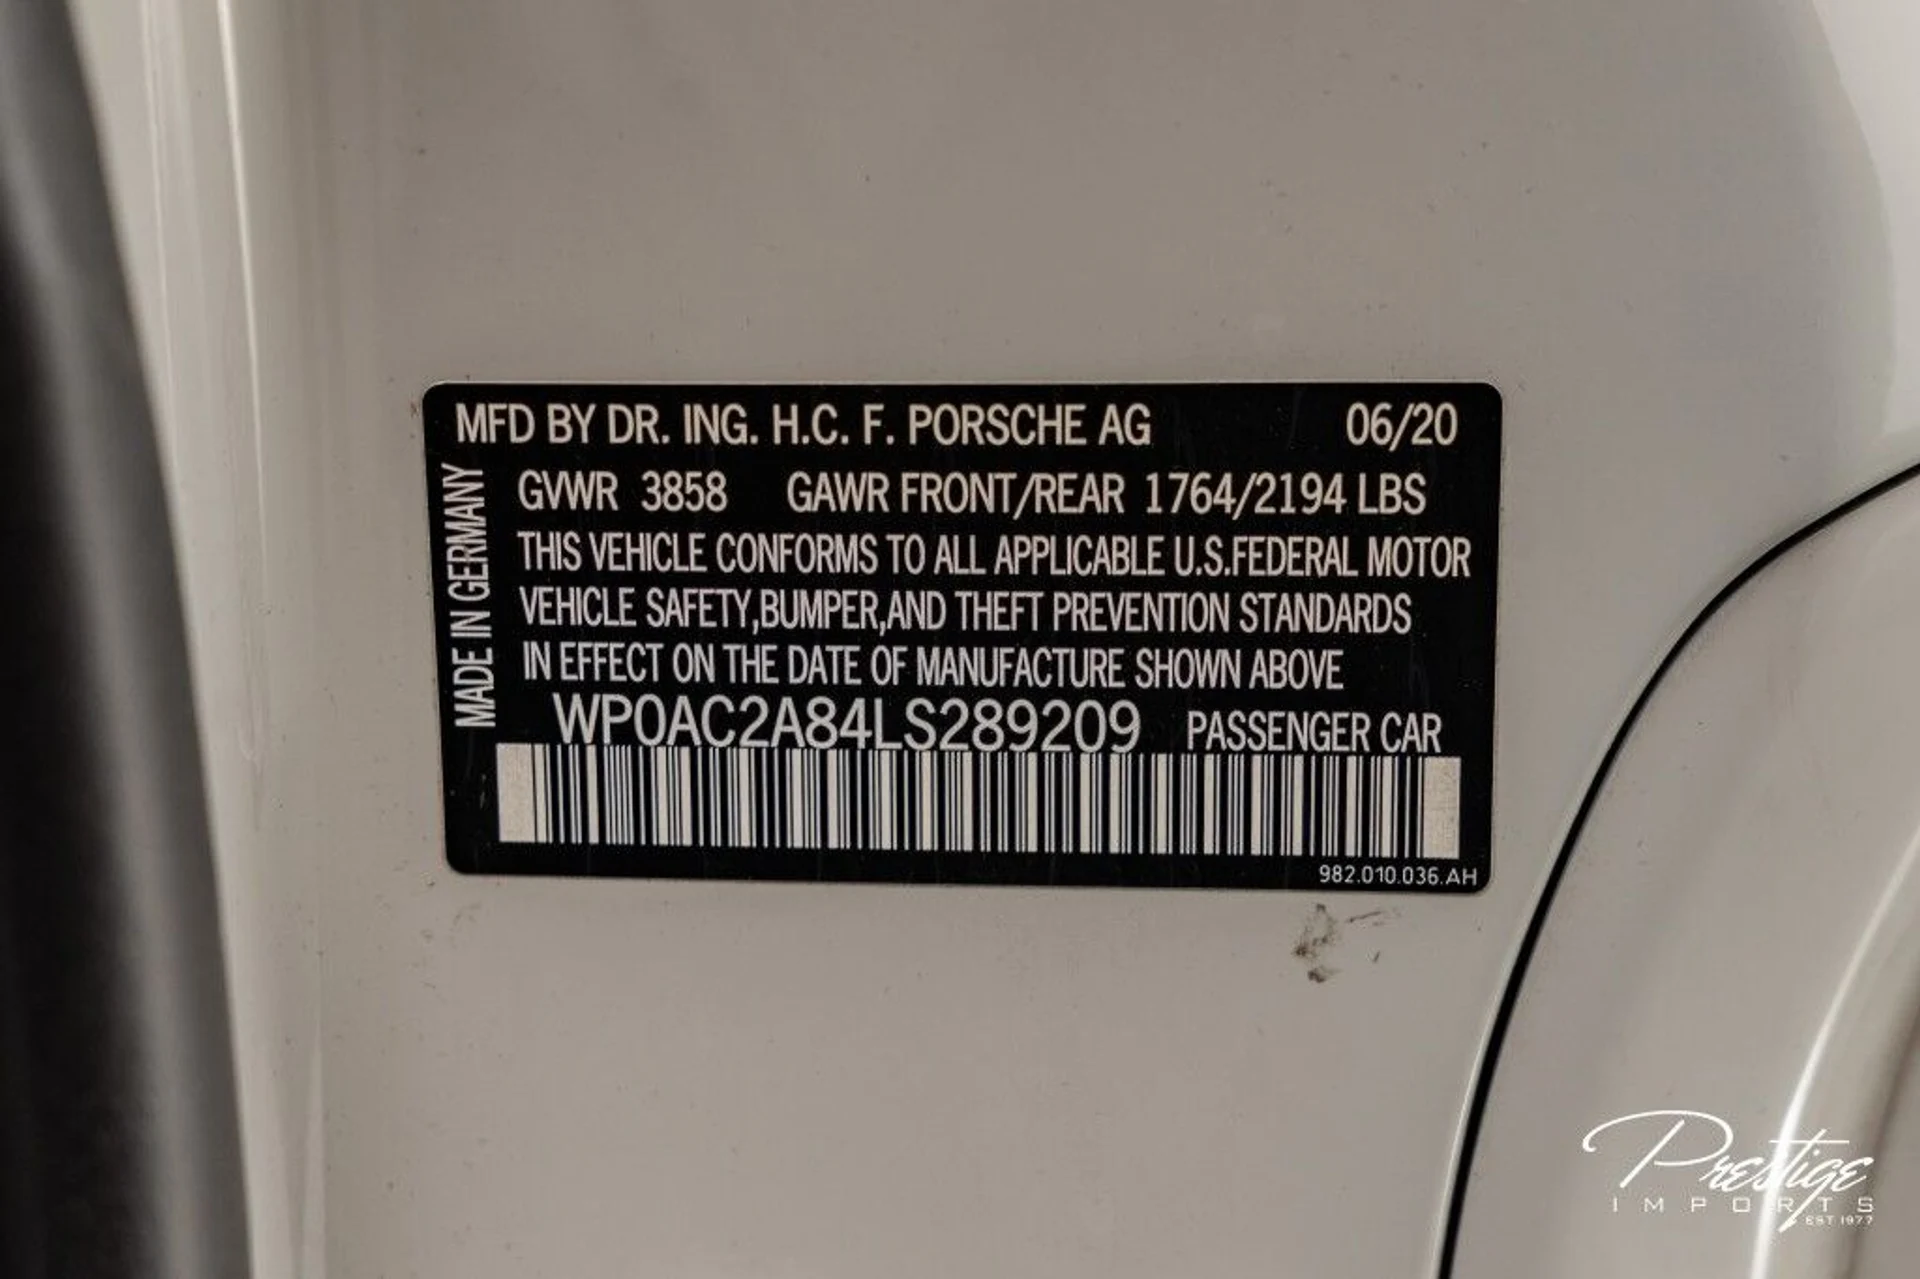 MFD BY DR. ING. H.C. F. PORSCHE AG 06/20
MADE IN GERMANY
GVWR 3858 GAWR FRONT/REAR 1764/2194 LBS
THIS VEHICLE CONFORMS TO ALL APPLICABLE U.S.FEDERAL MOTOR
VEHICLE SAFETY,BUMPER,AND THEFT PREVENTION STANDARDS
IN EFFECT ON THE DATE OF MANUFACTURE SHOWN ABOVE
WP0AC2A84LS289209 PASSENGER CAR
982.010.036.AH
Prestige
IMPORTS
EST 1977